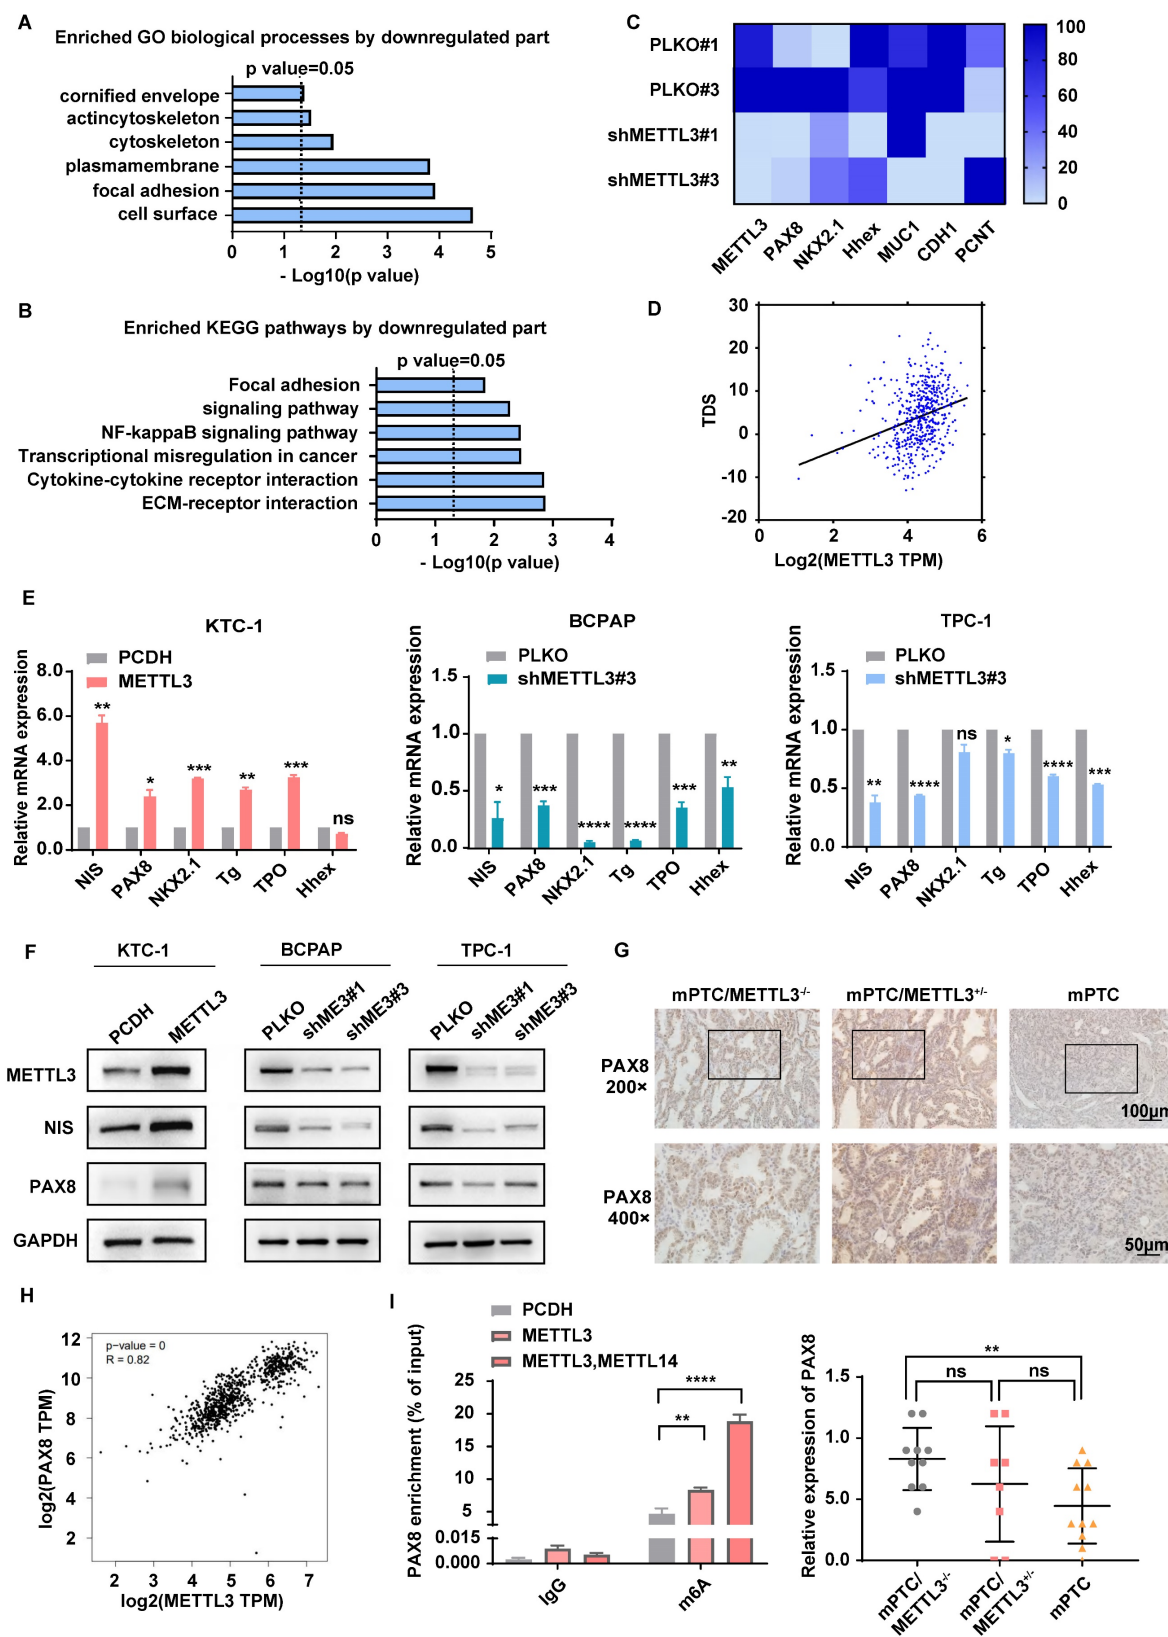 A
Enriched GO biological processes by downregulated part
p value=0.05
cornified envelope
actincytoskeleton
cytoskeleton
plasmamembrane
focal adhesion
cell surface
0 1 2 3 4 5
- Log10(p value)
B
Enriched KEGG pathways by downregulated part
p value=0.05
Focal adhesion
signaling pathway
NF-kappaB signaling pathway
Transcriptional misregulation in cancer
Cytokine-cytokine receptor interaction
ECM-receptor interaction
0 1 2 3 4
- Log10(p value)
C
PLKO#1
PLKO#3
shMETTL3#1
shMETTL3#3
METTL3 PAX8 NKX2.1 Hhex MUC1 CDH1 PCNT
100
80
60
40
20
0
D
TDS
30
20
10
0
-10
-20
0 2 4 6
Log2(METTL3 TPM)
E
KTC-1
PCDH
METTL3
Relative mRNA expression
8.0
6.0
4.0
2.0
0.0
** * *** ** *** ns
NIS PAX8 NKX2.1 Tg TPO Hhex
BCPAP
PLKO
shMETTL3#3
Relative mRNA expression
1.5
1.0
0.5
0.0
* *** **** **** *** **
NIS PAX8 NKX2.1 Tg TPO Hhex
TPC-1
PLKO
shMETTL3#3
Relative mRNA expression
1.5
1.0
0.5
0.0
** **** ns * **** ***
NIS PAX8 NKX2.1 Tg TPO Hhex
F
KTC-1 BCPAP TPC-1
PCDH METTL3 PLKO shME3#1 shME3#3 PLKO shME3#1 shME3#3
METTL3
NIS
PAX8
GAPDH
G
mPTC/METTL3-/- mPTC/METTL3+/- mPTC
PAX8
200×
100μm
PAX8
400×
50μm
H
p-value = 0
R = 0.82
log2(PAX8 TPM)
12
10
8
6
4
2
2 3 4 5 6 7
log2(METTL3 TPM)
I
PCDH
METTL3
METTL3,METTL14
PAX8 enrichment (% of input)
25
20
15
10
5
0.015
0.000
****
**
IgG m6A
Relative expression of PAX8
1.5
1.0
5.0
0.0
**
ns ns
mPTC/
METTL3-/-
mPTC/
METTL3+/-
mPTC